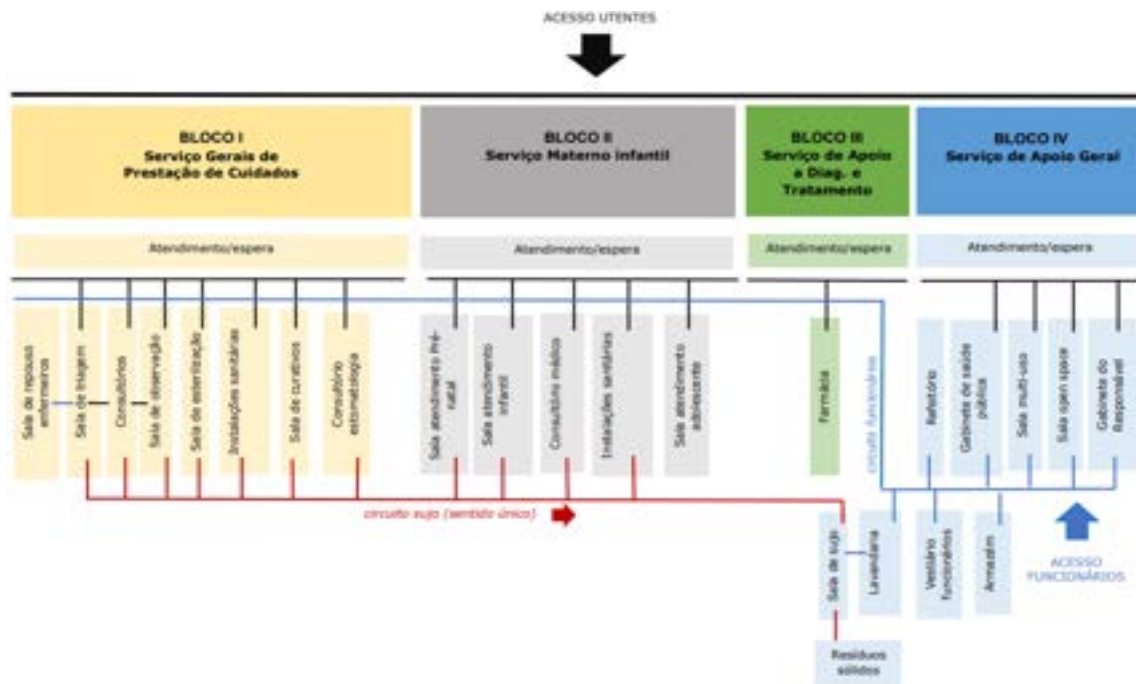 ACESSO UTENTES
BLOCO I
Serviço Gerais de
Prestação de Cuidados
BLOCO II
Serviço Materno infantil
BLOCO III
Serviço de Apoio
a Diag. e
Tratamento
BLOCO IV
Serviço de Apoio Geral
Atendimento/espera
Atendimento/espera
Atendimento/espera
Atendimento/espera
Sala de repouso
enfermeiros
Sala de Triagem
Consultórios
Sala de observação
Sala de esterilização
Instalações sanitárias
Sala de curativos
Consultório
estomatologia
Sala atendimento Pré-
natal
Sala atendimento
infantil
Consultório médico
Instalações sanitárias
Sala atendimento
adolescente
Farmácia
circuito funcionários
Refeitório
Gabinete de saúde
pública
Sala multi-uso
Sala open space
Gabinete do
Responsável
circuito sujo (sentido único)
Sala de sujo
Lavandaria
Vestiário
funcionários
Armazém
ACESSO
FUNCIONÁRIOS
Resíduos
sólidos